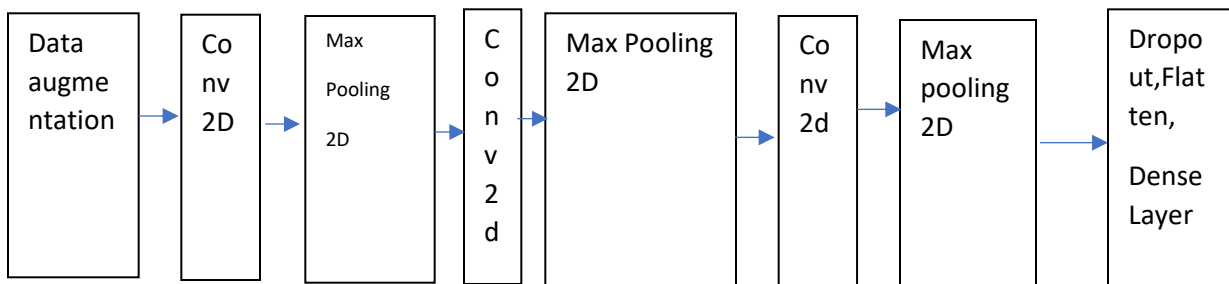 Data
augme
ntation
Co
nv
2D
Max
Pooling
2D
C
o
n
v
2
d
Max Pooling
2D
Co
nv
2d
Max
pooling
2D
Dropo
ut,Flat
ten,
Dense
Layer